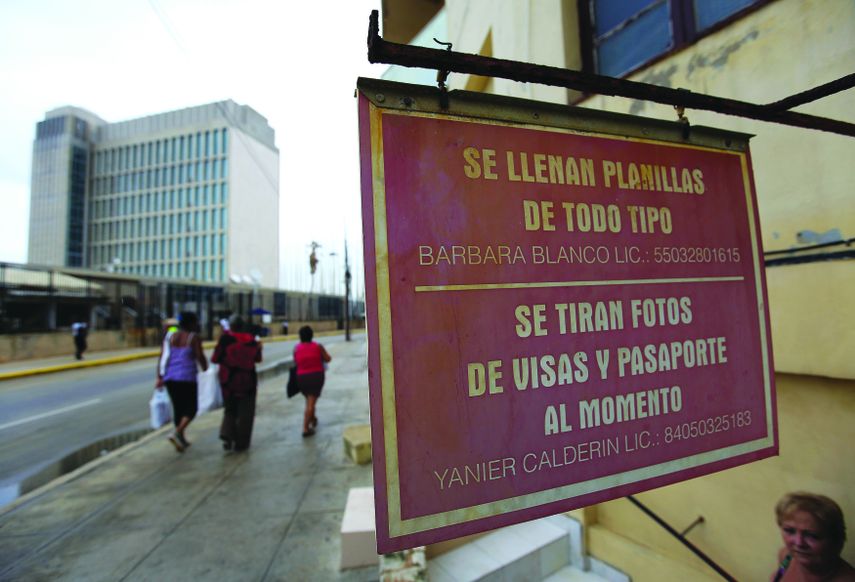 SE LLENAN PLANILLAS
DE TODO TIPO
BARBARA BLANCO LIC.: 55032801615
SE TIRAN FOTOS
DE VISAS Y PASAPORTE
AL MOMENTO
YANIER CALDERIN LIC.: 84050325183